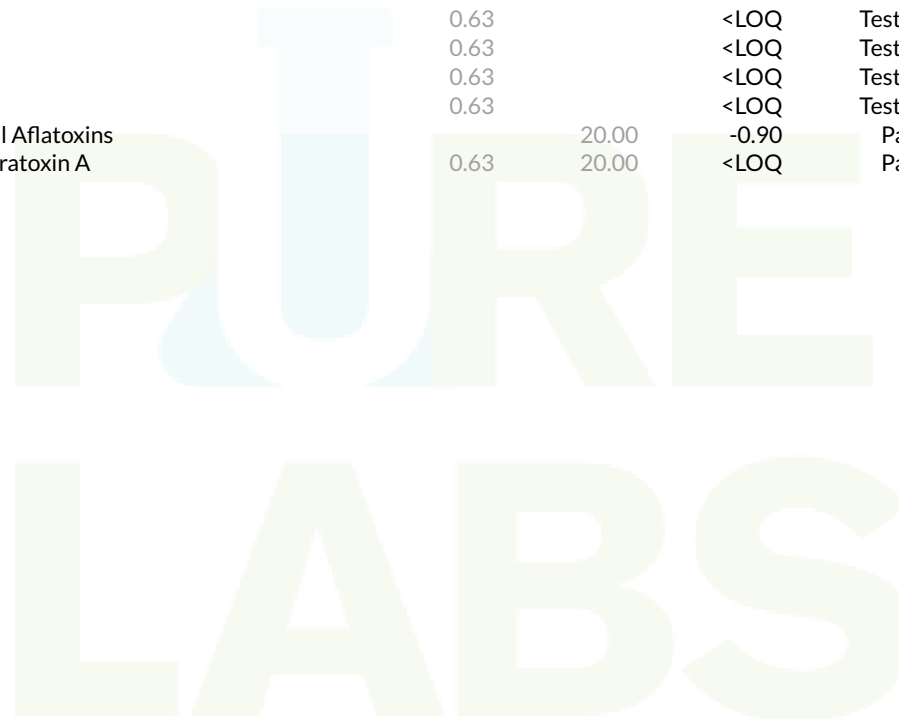 0.63 <LOQ Test
0.63 <LOQ Test
0.63 <LOQ Test
0.63 <LOQ Test
l Aflatoxins 20.00 -0.90 Pa
ratoxin A 0.63 20.00 <LOQ Pa
PURE
LABS